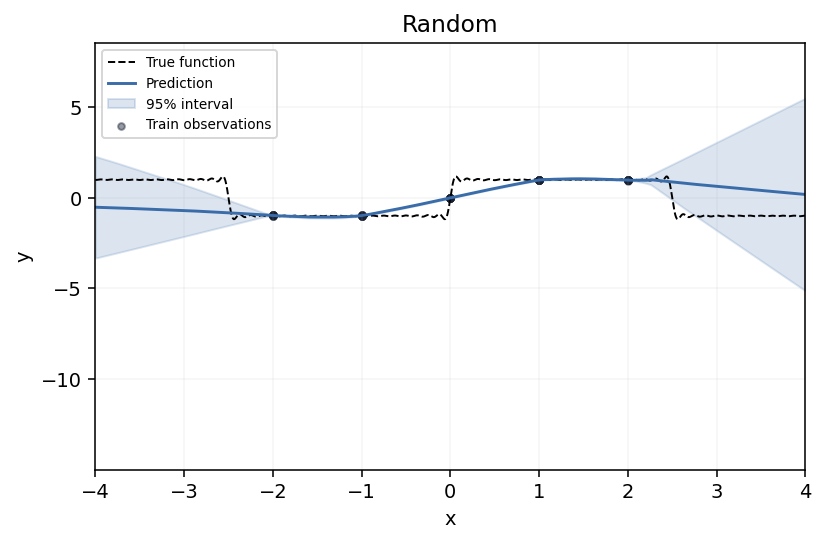 Random
True function
Prediction
95% interval
Train observations
5
0
−5
−10
y
−4
−3
−2
−1
0
1
2
3
4
x